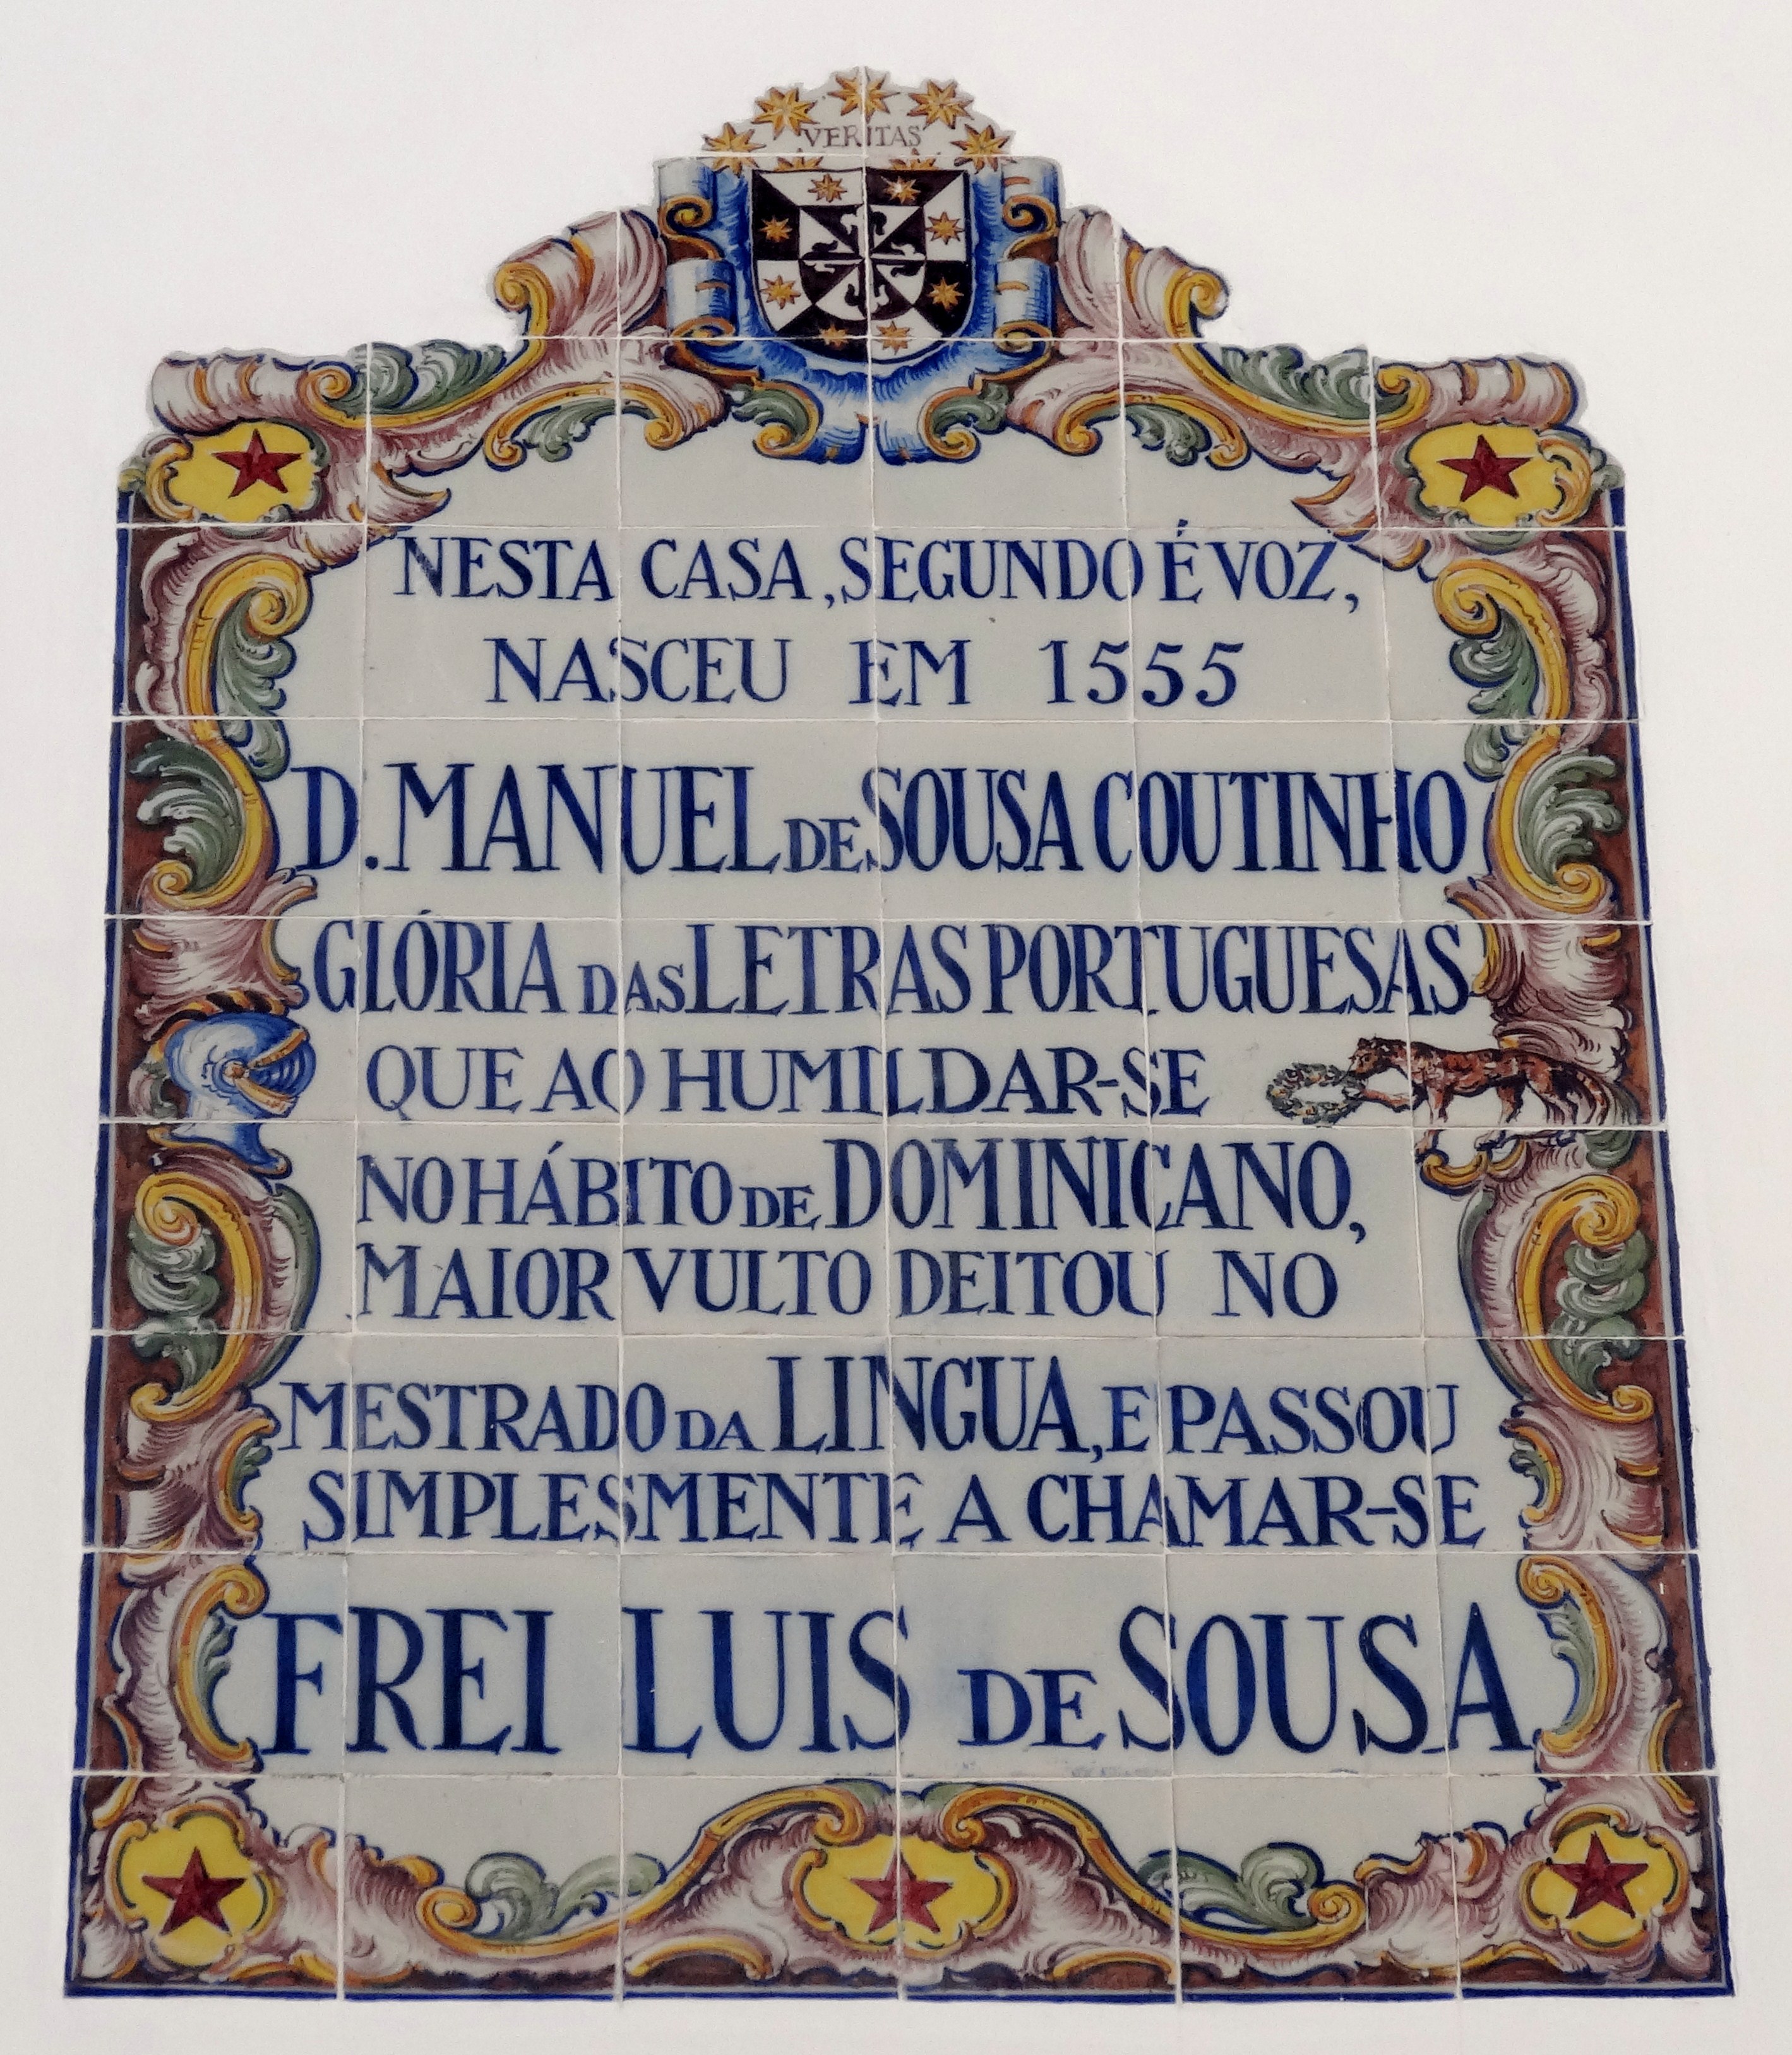 VERITAS
NESTA CASA, SEGUNDO É VOZ,
NASCEU EM 1555
D. MANUEL DE SOUSA COUTINHO
GLÓRIA DAS LETRAS PORTUGUESAS
QUE AO HUMILDAR-SE
NO HÁBITO DE DOMINICANO,
MAIOR VULTO DEITOU NO
MESTRADO DA LINGUA, E PASSOU
SIMPLESMENTE A CHAMAR-SE
FREI LUIS DE SOUSA